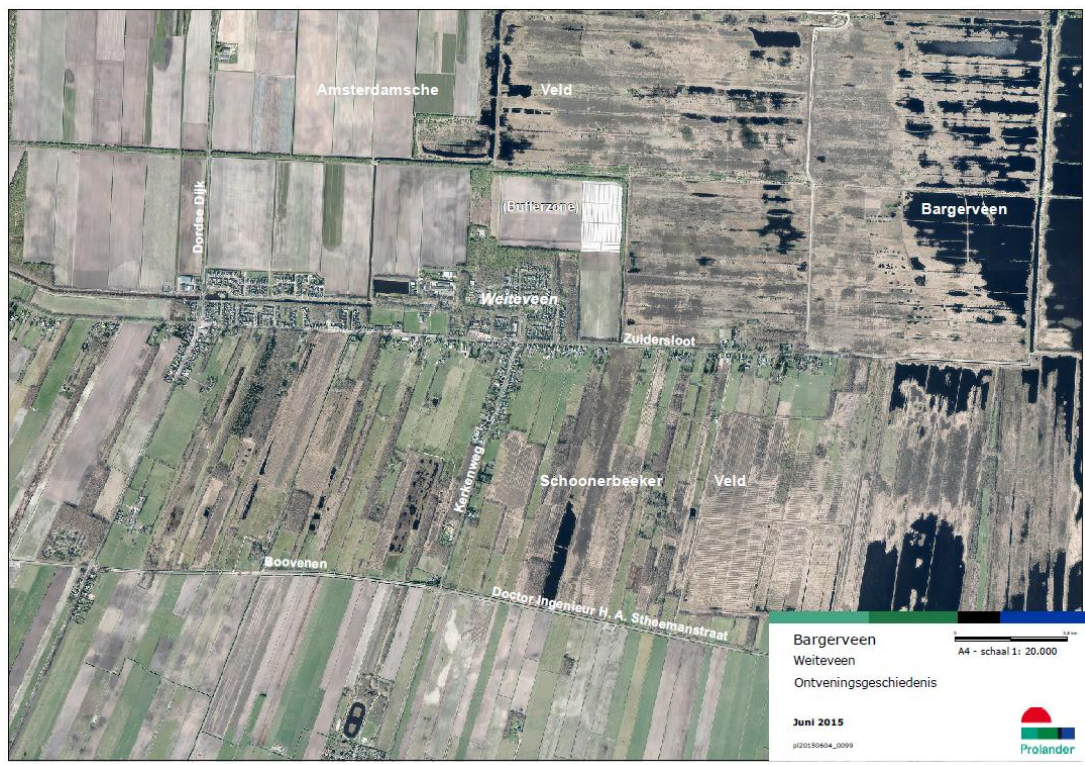 Amsterdamsche Veld
Dordse Dijk
(Bufferzone)
Bargerveen
Weiteveen
Zuidersloot
Kerkenweg
Schoonerbeeker Veld
Boovenen
Doctor Ingenieur H. A. Stheemanstraat
Bargerveen
Weiteveen
Ontveningsgeschiedenis
A4 - schaal 1: 20.000
Juni 2015
pl20150604_0099
Prolander